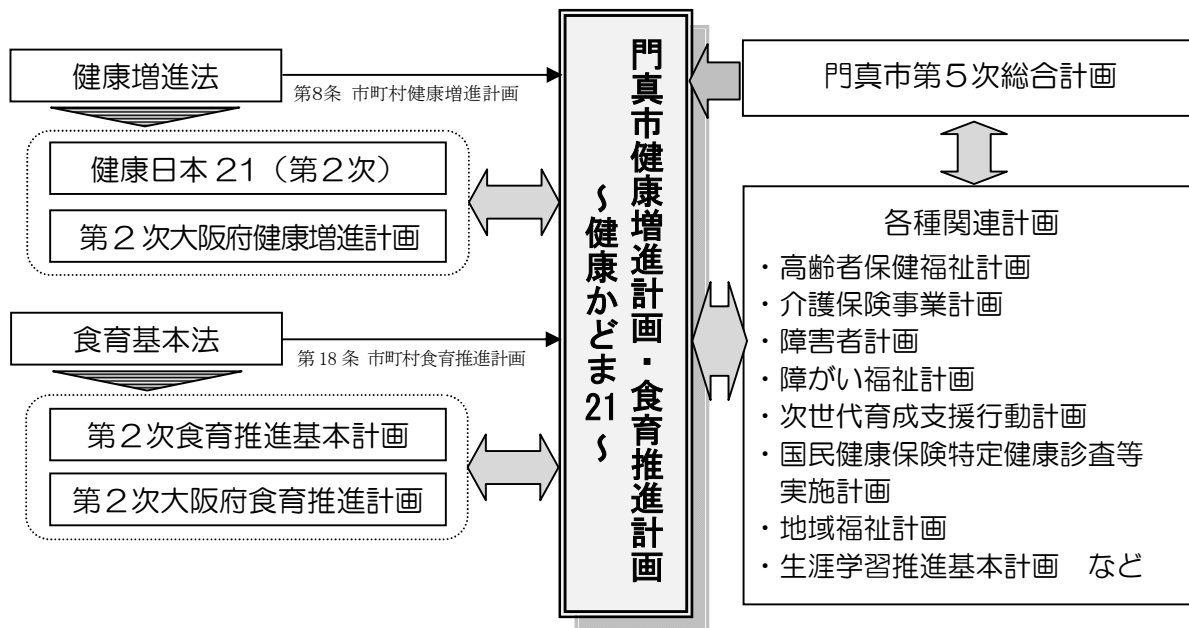 健康増進法
第8条 市町村健康増進計画
健康日本21（第２次）
第２次大阪府健康増進計画
食育基本法
第18条 市町村食育推進計画
第２次食育推進基本計画
第２次大阪府食育推進計画
門真市健康増進計画・食育推進計画
～健康かどま21～
門真市第５次総合計画
各種関連計画
・高齢者保健福祉計画
・介護保険事業計画
・障害者計画
・障がい福祉計画
・次世代育成支援行動計画
・国民健康保険特定健康診査等
実施計画
・地域福祉計画
・生涯学習推進基本計画　など